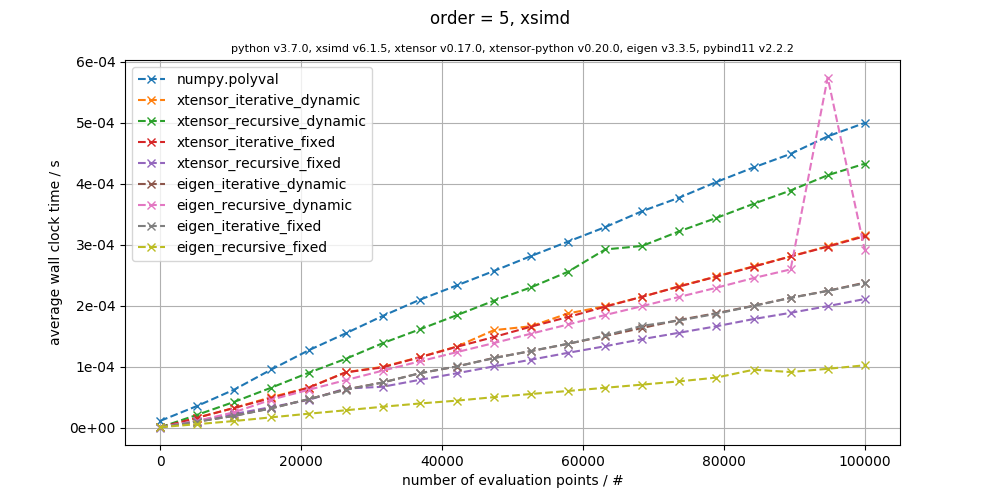 order = 5, xsimd
python v3.7.0, xsimd v6.1.5, xtensor v0.17.0, xtensor-python v0.20.0, eigen v3.3.5, pybind11 v2.2.2
6e-04
5e-04
4e-04
3e-04
2e-04
1e-04
0e+00
average wall clock time / s
numpy.polyval
xtensor_iterative_dynamic
xtensor_recursive_dynamic
xtensor_iterative_fixed
xtensor_recursive_fixed
eigen_iterative_dynamic
eigen_recursive_dynamic
eigen_iterative_fixed
eigen_recursive_fixed
0 20000 40000 60000 80000 100000
number of evaluation points / #